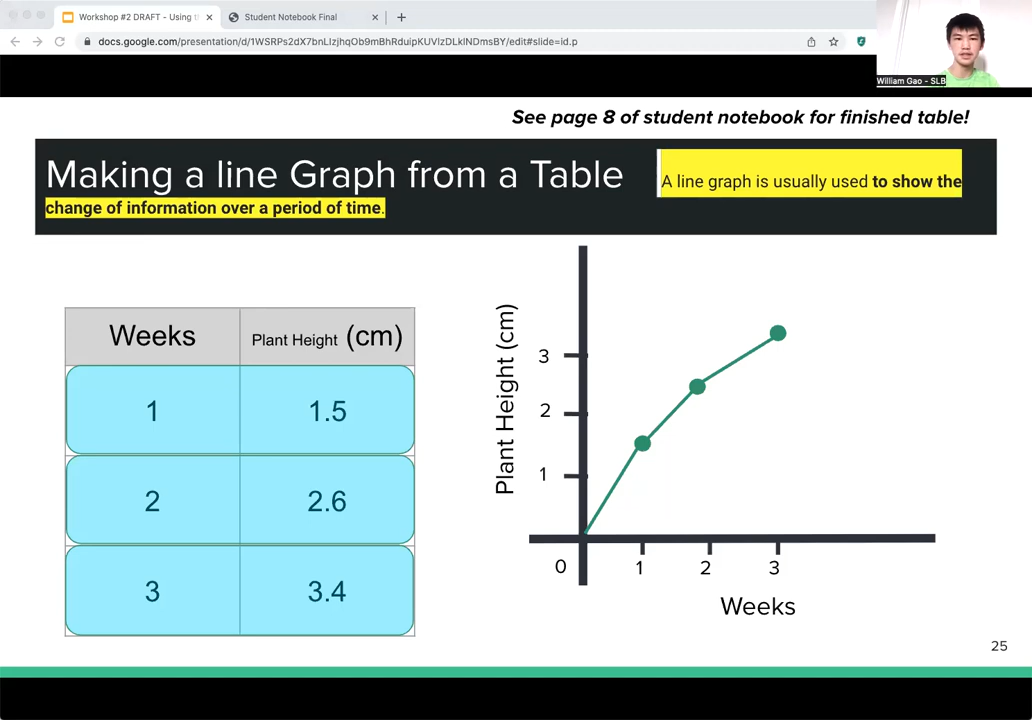 Workshop #2 DRAFT - Using t
Student Notebook Final
docs.google.com/presentation/d/1WSRPs2dX7bnLIzjhqOb9mBhRduipKUVlzDLklNDmsBY/edit#slide=id.p
William Gao - SLB
See page 8 of student notebook for finished table!
Making a line Graph from a Table
A line graph is usually used to show the
change of information over a period of time.
Weeks
Plant Height (cm)
1
1.5
2
2.6
3
3.4
Plant Height (cm)
3
2
1
0
1
2
3
Weeks
25